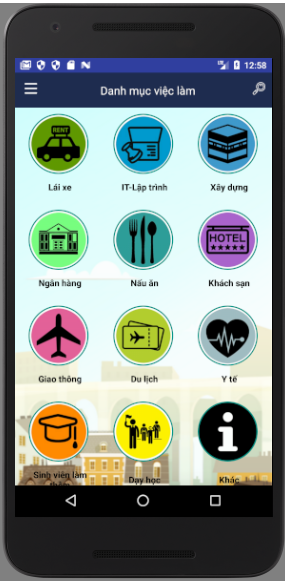 12:58
Danh mục việc làm
RENT
Lái xe
IT-Lập trình
Xây dựng
Ngân hàng
Nấu ăn
HOTEL
Khách sạn
Giao thông
Du lịch
Y tế
Sinh viên làm
Dạy học
Khác